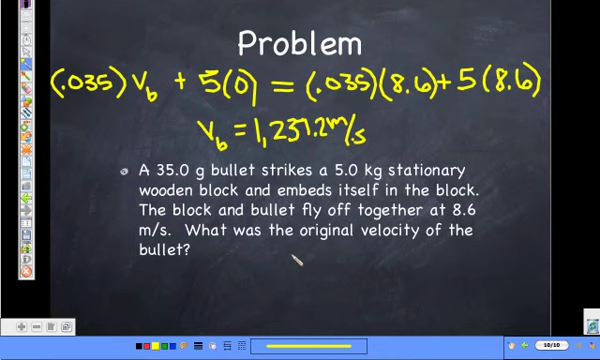 Problem
(.035) Vb + 5(0) = (.035)(8.6) + 5(8.6)
Vb = 1,237.2 m/s
A 35.0 g bullet strikes a 5.0 kg stationary
wooden block and embeds itself in the block.
The block and bullet fly off together at 8.6
m/s. What was the original velocity of the
bullet?
10/10